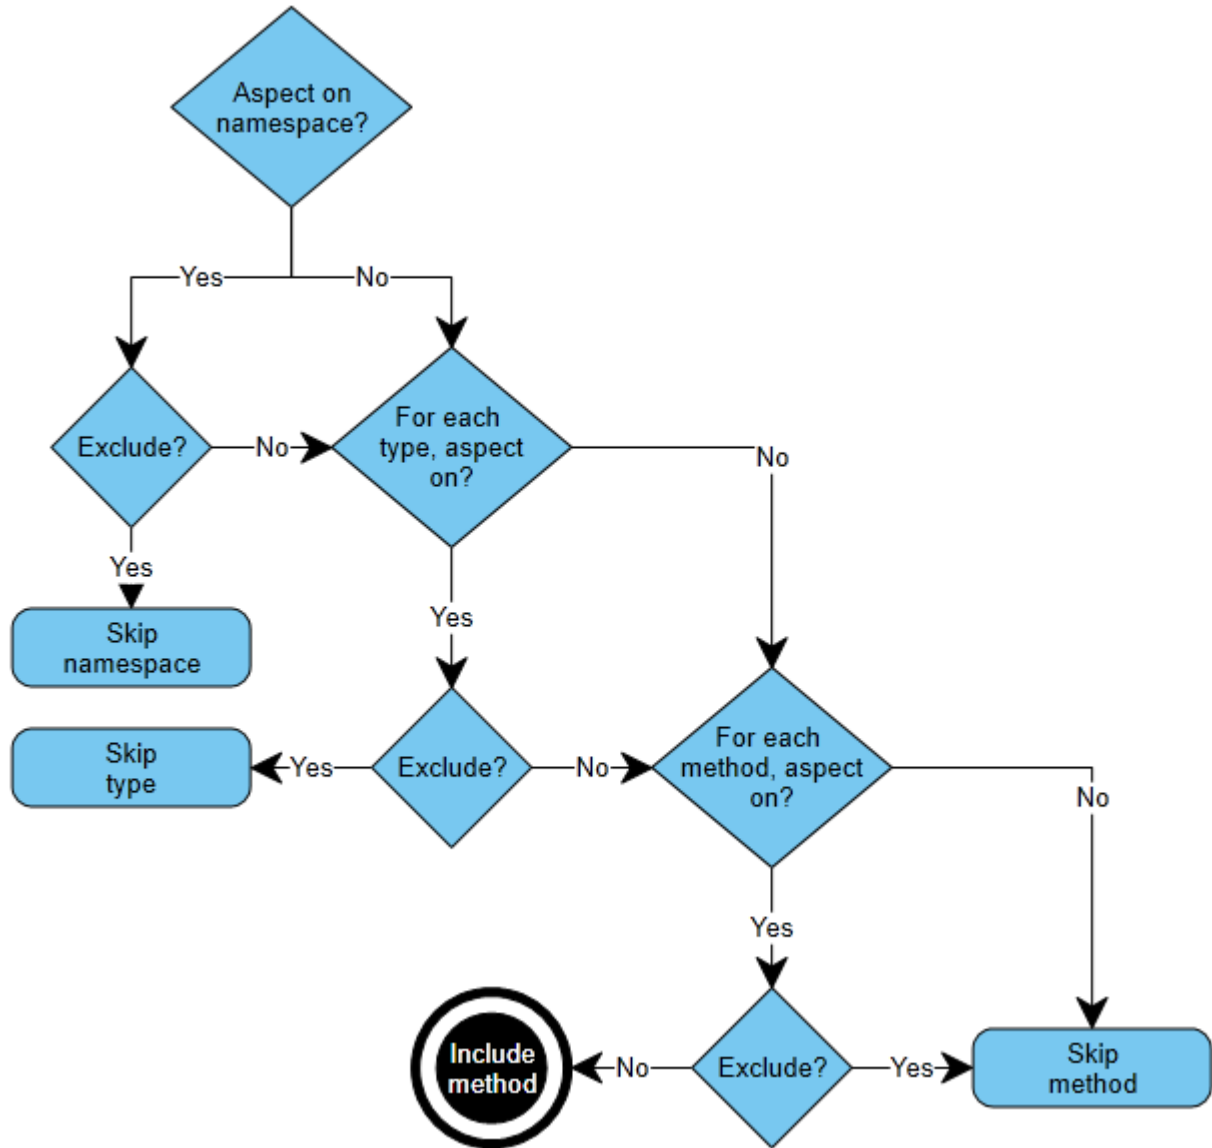 Aspect on
namespace?
Yes
No
Exclude?
No
For each
type, aspect
on?
No
Yes
Skip
namespace
Yes
Skip
type
Yes
Exclude?
No
For each
method, aspect
on?
No
Yes
Include
method
No
Exclude?
Yes
Skip
method